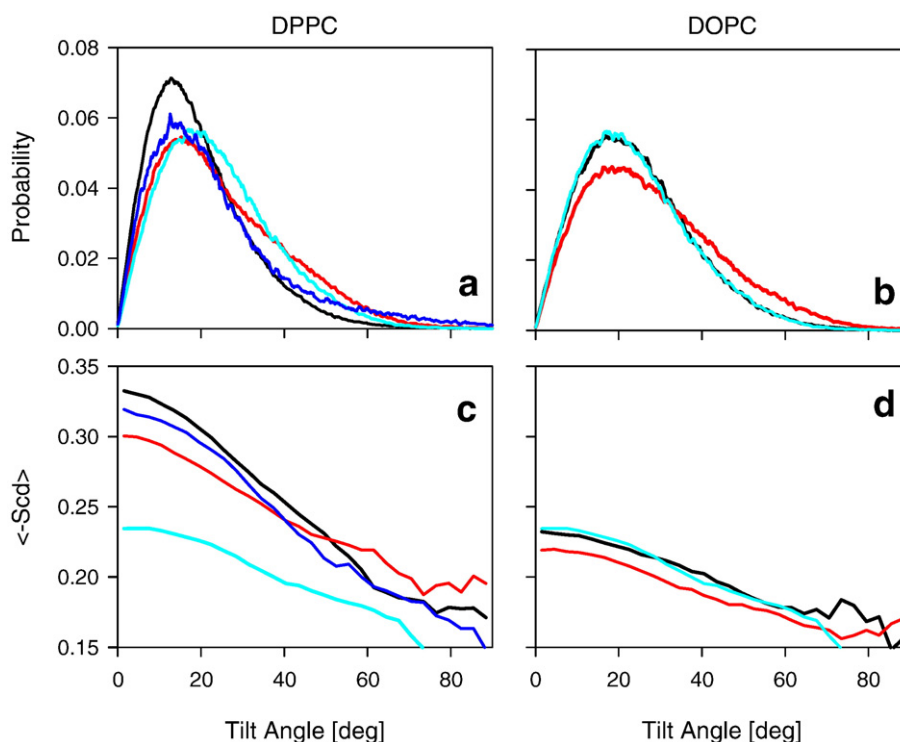 DPPC DOPC
0.08
0.06
0.04
0.02
0.00
Probability
a b
0.35
0.30
0.25
0.20
0.15
<-Scd>
c d
0 20 40 60 80 0 20 40 60 80
Tilt Angle [deg] Tilt Angle [deg]